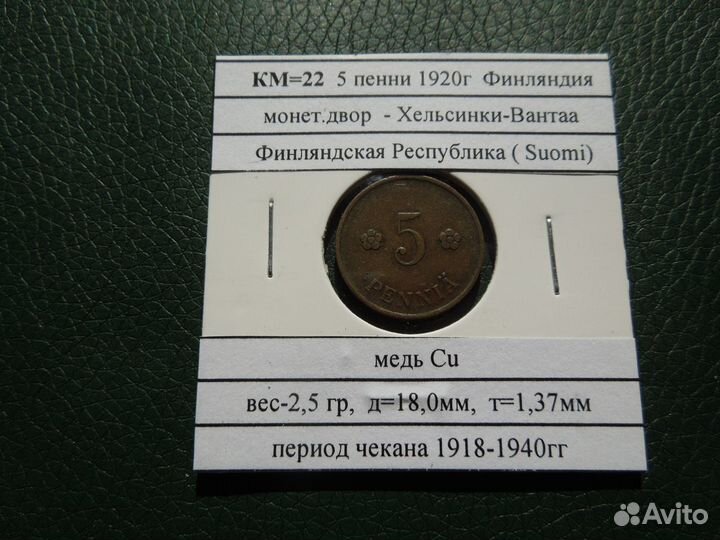 КМ=22 5 пенни 1920г Финляндия
монет.двор - Хельсинки-Вантаа
Финляндская Республика ( Suomi)
5
PENNIÄ
медь Cu
вес-2,5 гр, д=18,0мм, т=1,37мм
период чекана 1918-1940гг
Avito